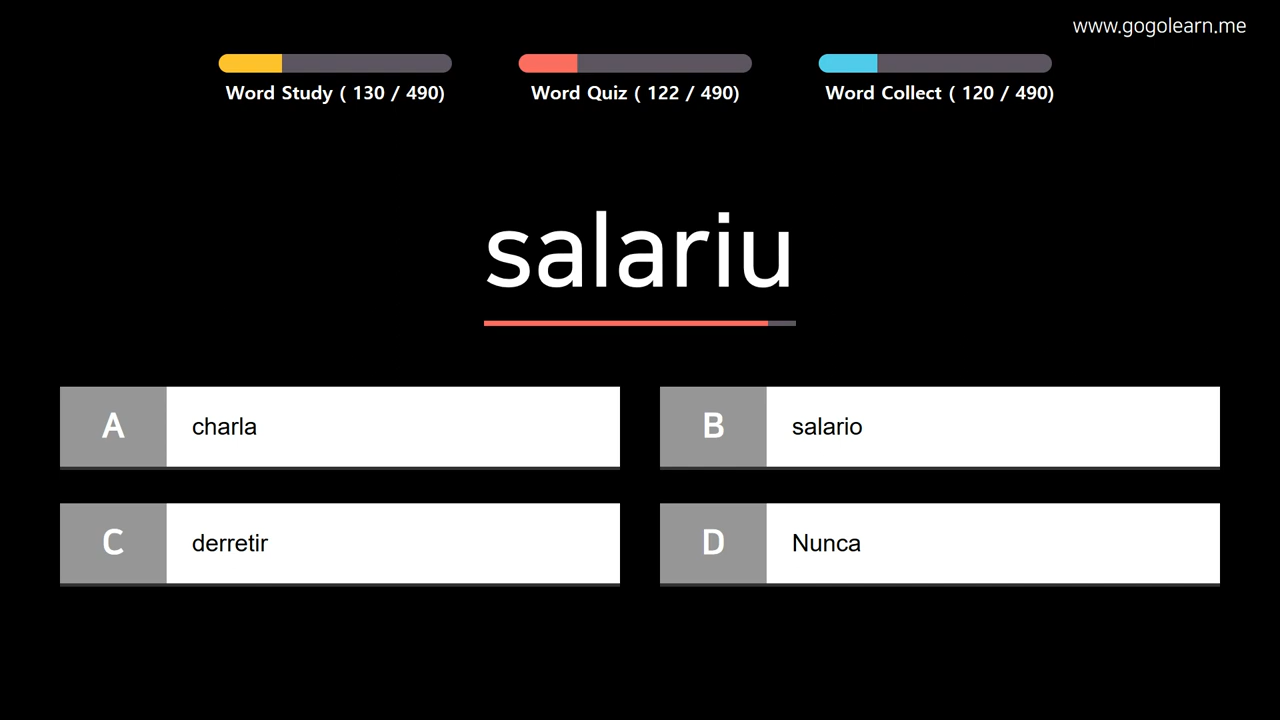 www.gogolearn.me
Word Study ( 130 / 490)
Word Quiz ( 122 / 490)
Word Collect ( 120 / 490)
salariu
A charla
B salario
C derretir
D Nunca